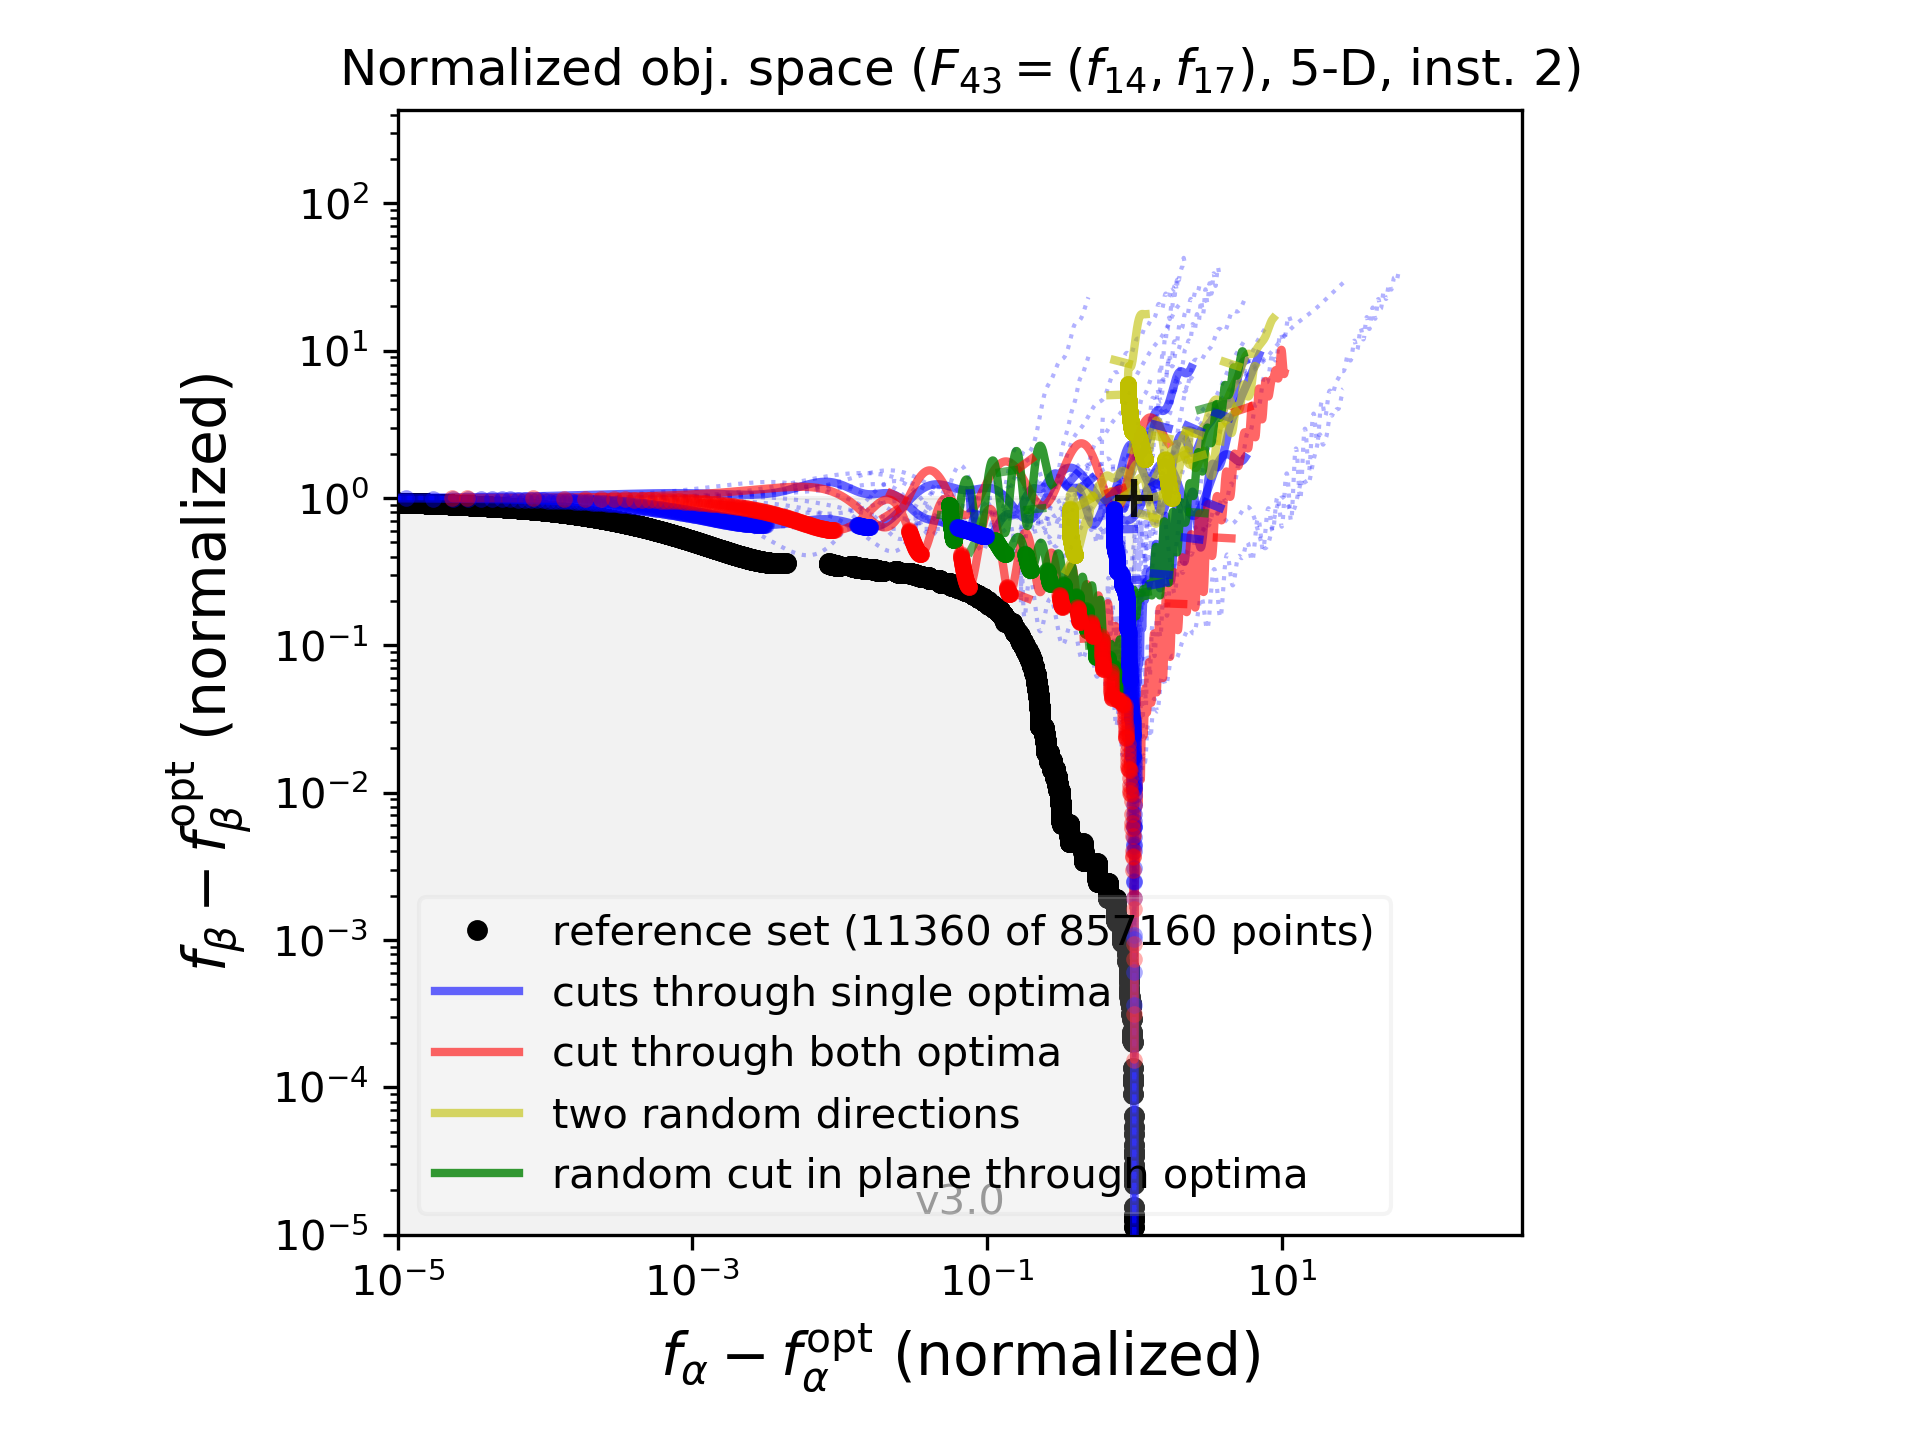 Normalized obj. space (F₄₃ = (f₁₄, f₁₇), 5-D, inst. 2)
10²
10¹
10⁰
10⁻¹
10⁻²
10⁻³
10⁻⁴
10⁻⁵
f_β − f_β^opt (normalized)
reference set (11360 of 857160 points)
cuts through single optima
cut through both optima
two random directions
random cut in plane through optima
v3.0
10⁻⁵ 10⁻³ 10⁻¹ 10¹
f_α − f_α^opt (normalized)